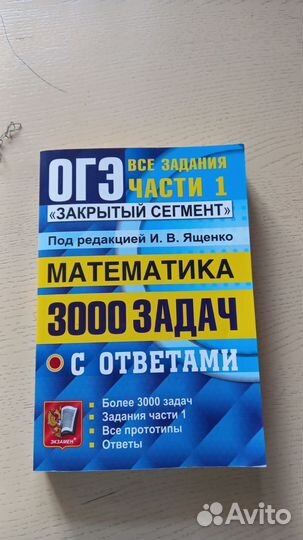 ОГЭ ВСЕ ЗАДАНИЯ
ЧАСТИ 1
«ЗАКРЫТЫЙ СЕГМЕНТ»
Под редакцией И. В. Ященко
МАТЕМАТИКА
3000 ЗАДАЧ
С ОТВЕТАМИ
Более 3000 задач
Задания части 1
Все прототипы
Ответы
ЭКЗАМЕН
Avito